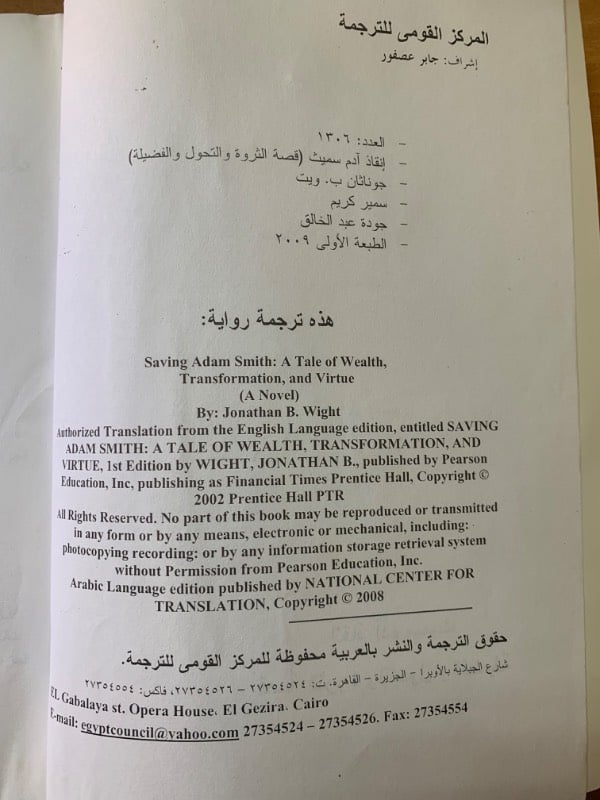 المركز القومى للترجمة
إشراف: جابر عصفور
- العدد: ١٣٠٦
- إنقاذ آدم سميث (قصة الثروة والتحول والفضيلة)
- جوناثان ب. ويت
- سمير كريم
- جودة عبد الخالق
- الطبعة الأولى ٢٠٠٩
هذه ترجمة رواية:
Saving Adam Smith: A Tale of Wealth,
Transformation, and Virtue
(A Novel)
By: Jonathan B. Wight
Authorized Translation from the English Language edition, entitled SAVING
ADAM SMITH: A TALE OF WEALTH, TRANSFORMATION, AND
VIRTUE, 1st Edition by WIGHT, JONATHAN B., published by Pearson
Education, Inc, publishing as Financial Times Prentice Hall, Copyright ©
2002 Prentice Hall PTR
All Rights Reserved. No part of this book may be reproduced or transmitted
in any form or by any means, electronic or mechanical, including:
photocopying recording: or by any information storage retrieval system
without Permission from Pearson Education, Inc.
Arabic Language edition published by NATIONAL CENTER FOR
TRANSLATION, Copyright © 2008
حقوق الترجمة والنشر بالعربية محفوظة للمركز القومى للترجمة.
شارع الجبلاية بالأوبرا - الجزيرة - القاهرة. ت: ٢٧٣٥٤٥٢٤ - ٢٧٣٥٤٥٢٦، فاكس: ٢٧٣٥٤٥٥٤
EL Gabalaya st. Opera House, El Gezira, Cairo
E-mail: egyptcouncil@yahoo.com 27354524 - 27354526. Fax: 27354554